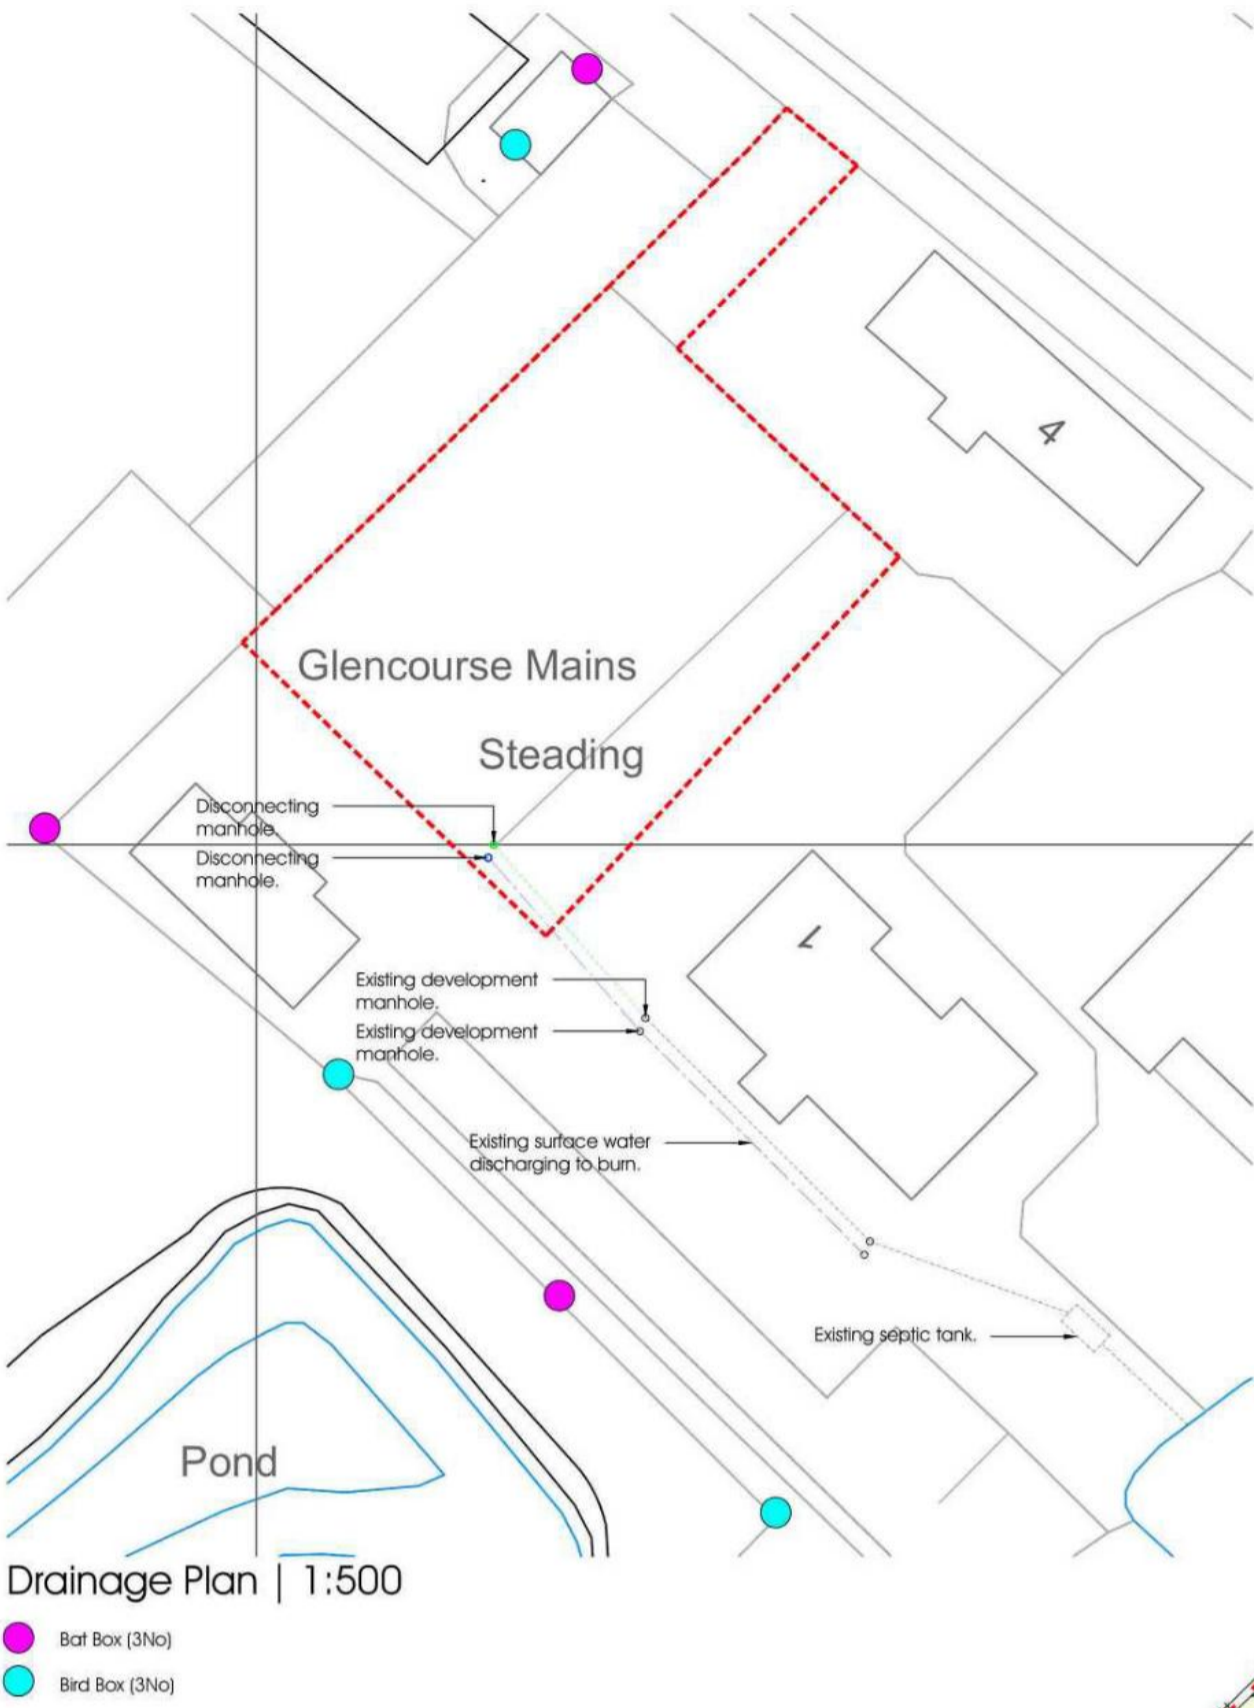 4
Glencourse Mains
Steading
Disconnecting
manhole.
Disconnecting
manhole.
1
Existing development
manhole.
Existing development
manhole.
Existing surface water
discharging to burn.
Existing septic tank.
Pond
Drainage Plan | 1:500
Bat Box (3No)
Bird Box (3No)